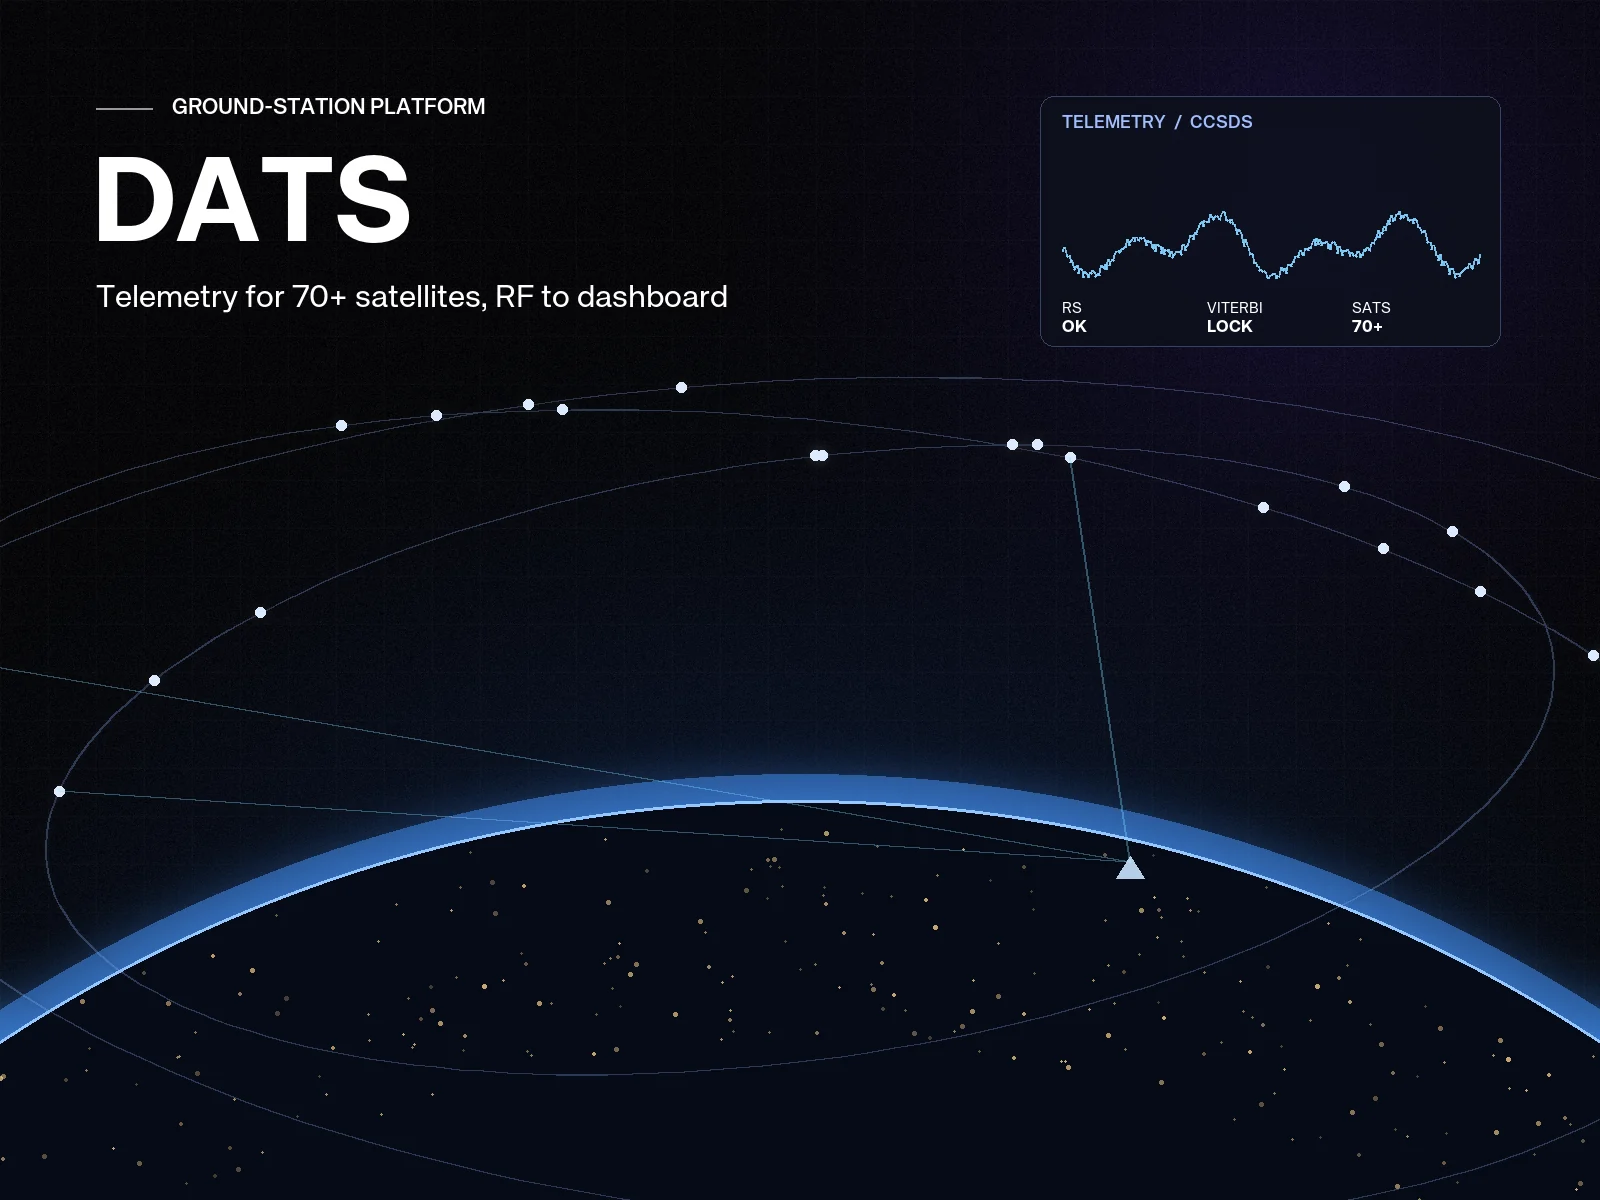 GROUND-STATION PLATFORM
DATS
Telemetry for 70+ satellites, RF to dashboard
TELEMETRY / CCSDS
RS VITERBI SATS
OK LOCK 70+